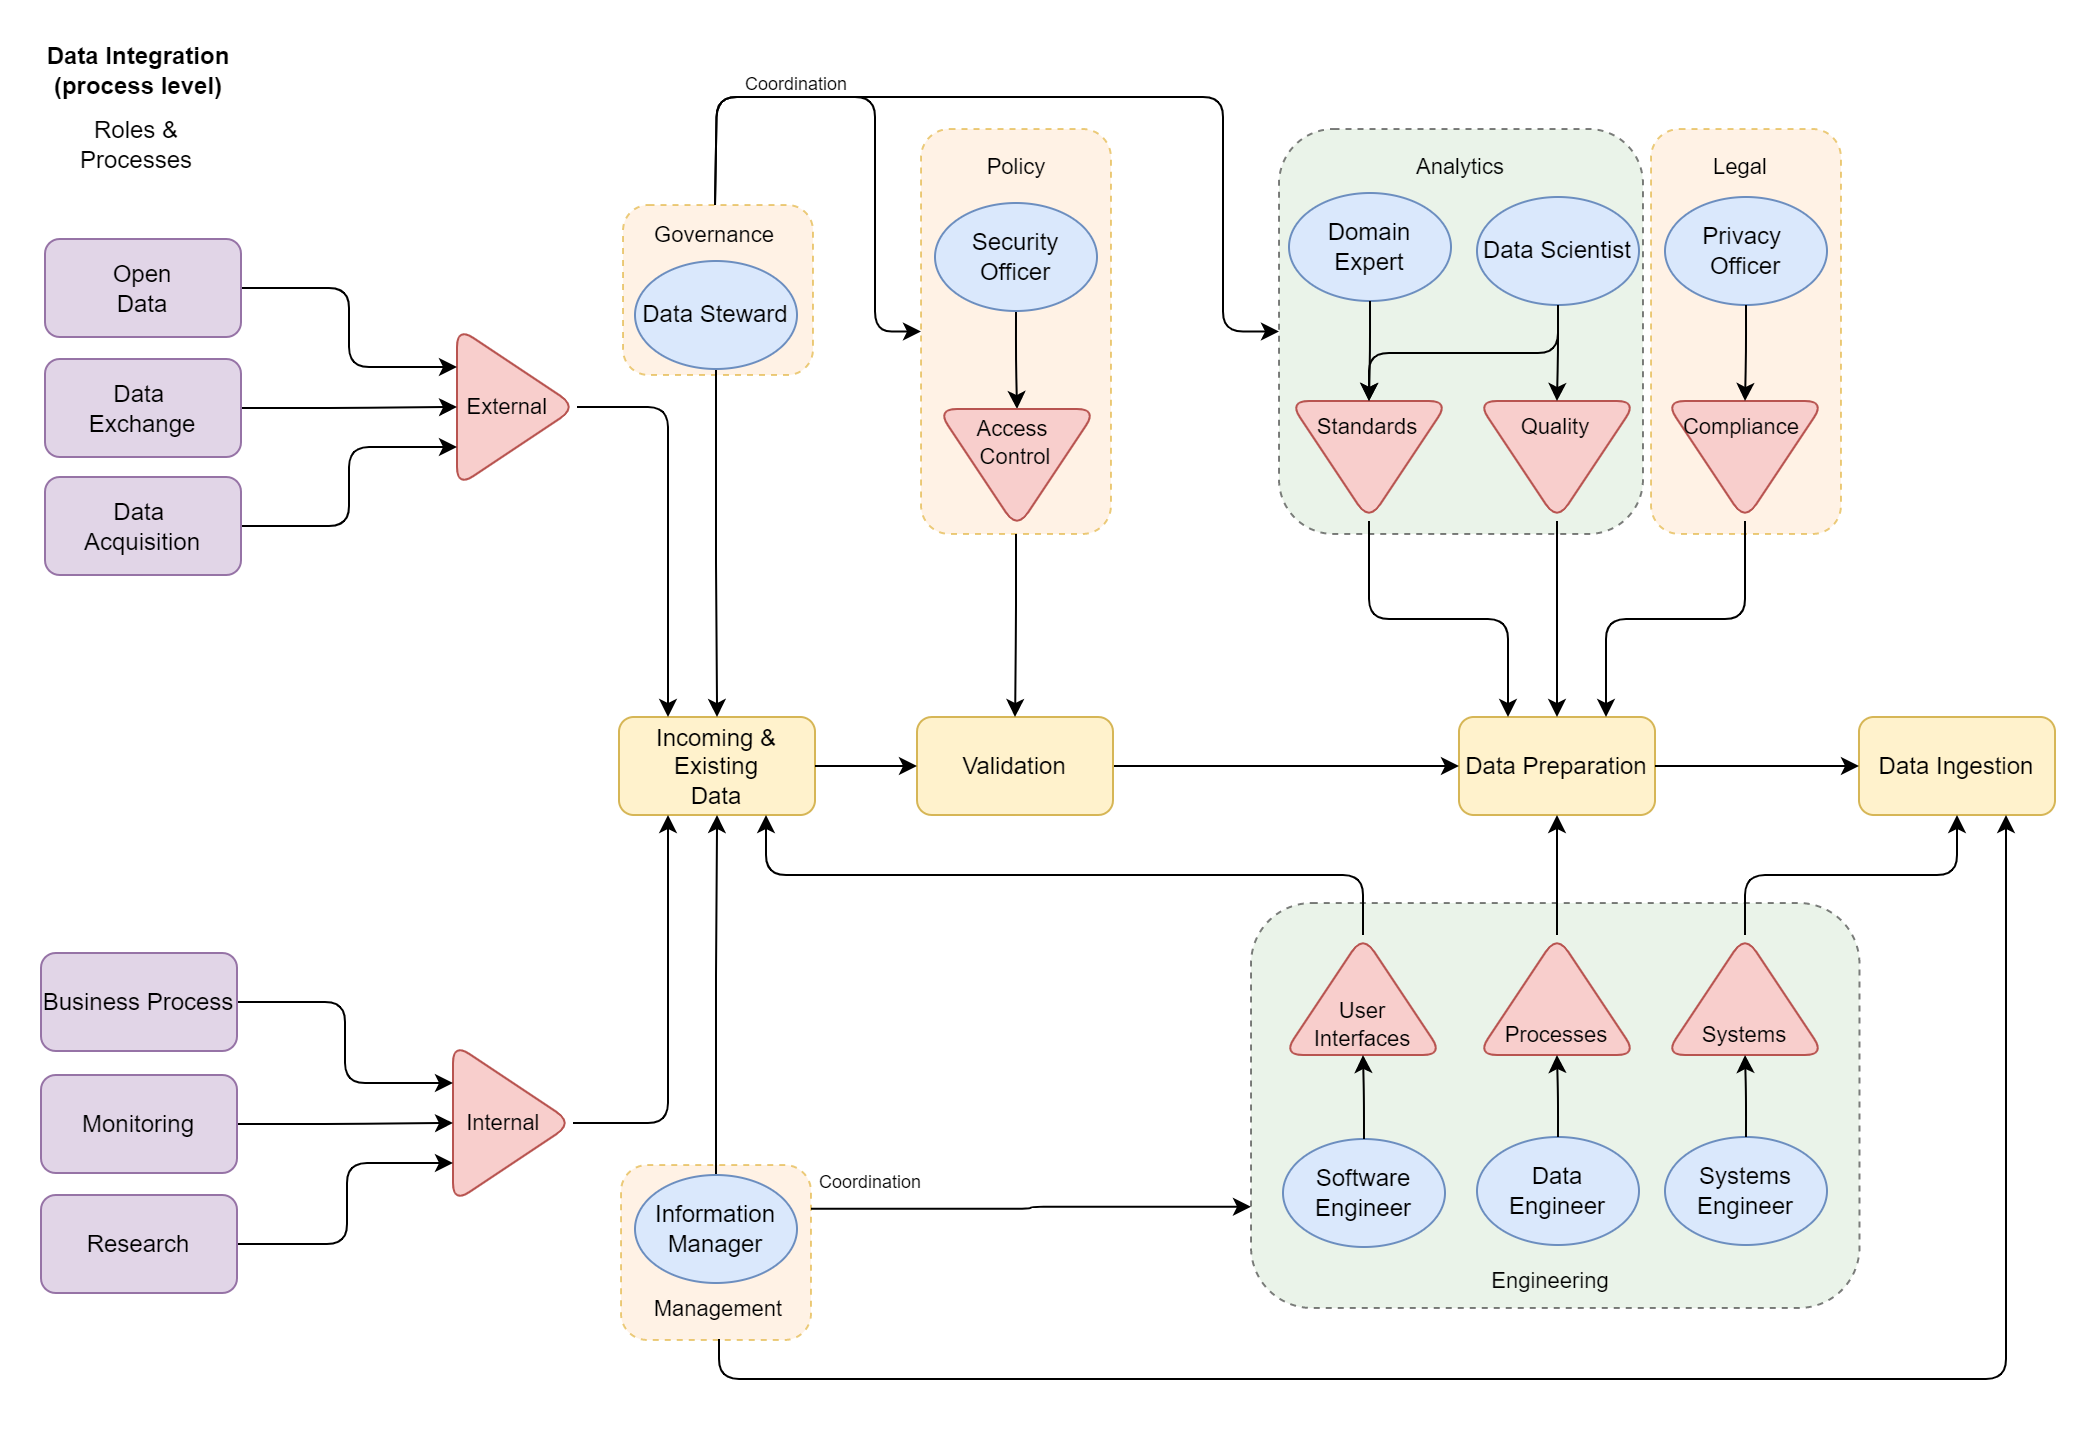 Data Integration
(process level)
Roles &
Processes
Coordination
Policy
Analytics
Legal
Governance
Security
Officer
Domain
Expert
Data Scientist
Privacy
Officer
Open
Data
Data Steward
Data
Exchange
External
Access
Control
Standards
Quality
Compliance
Data
Acquisition
Incoming &
Existing
Data
Validation
Data Preparation
Data Ingestion
Business Process
User
Interfaces
Processes
Systems
Monitoring
Internal
Coordination
Software
Engineer
Data
Engineer
Systems
Engineer
Research
Information
Manager
Engineering
Management